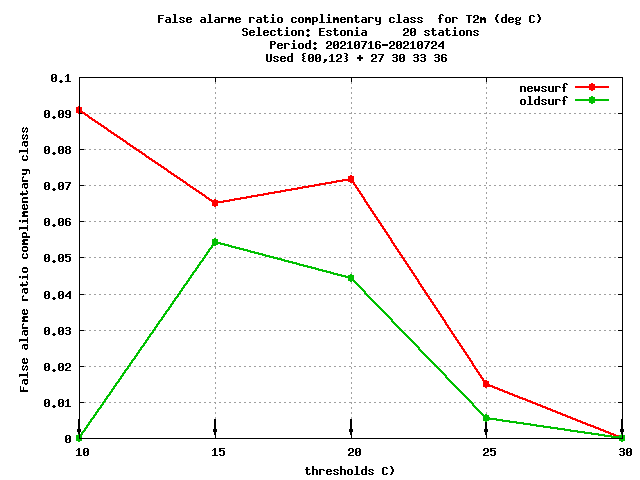 False alarme ratio complimentary class  for T2m (deg C)
Selection: Estonia     20 stations
Period: 20210716-20210724
Used {00,12} + 27 30 33 36
newsurf
oldsurf
False alarme ratio complimentary class
0.1
0.09
0.08
0.07
0.06
0.05
0.04
0.03
0.02
0.01
0
10 15 20 25 30
thresholds C)